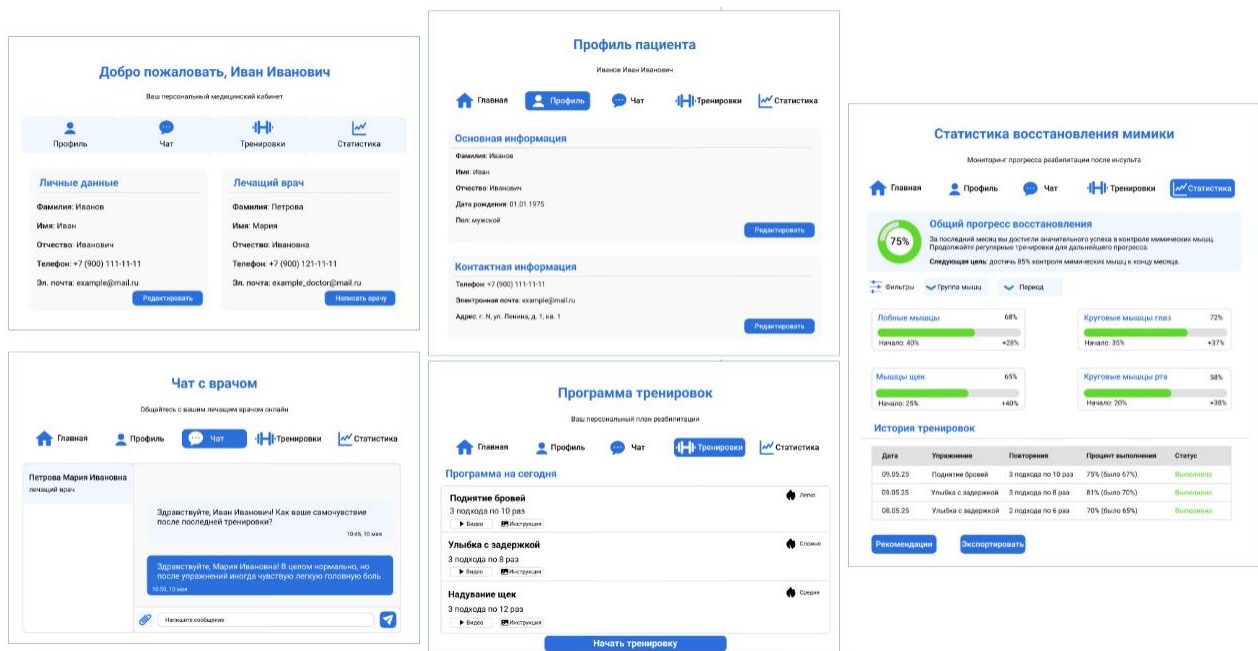 Добро пожаловать, Иван Иванович
Ваш персональный медицинский кабинет
Профиль
Чат
Тренировки
Статистика
Личные данные
Фамилия: Иванов
Имя: Иван
Отчество: Иванович
Телефон: +7 (900) 111-11-11
Эл. почта: example@mail.ru
Редактировать
Лечащий врач
Фамилия: Петрова
Имя: Мария
Отчество: Ивановна
Телефон: +7 (900) 121-11-11
Эл. почта: example_doctor@mail.ru
Написать врачу
Профиль пациента
Иванов Иван Иванович
Главная
Профиль
Чат
Тренировки
Статистика
Основная информация
Фамилия: Иванов
Имя: Иван
Отчество: Иванович
Дата рождения: 01.01.1975
Пол: мужской
Редактировать
Контактная информация
Телефон: +7 (900) 111-11-11
Электронная почта: example@mail.ru
Адрес: г. N, ул. Ленина, д. 1, кв. 1
Редактировать
Чат с врачом
Общайтесь с вашим лечащим врачом онлайн
Главная
Профиль
Чат
Тренировки
Статистика
Петрова Мария Ивановна
лечащий врач
Здравствуйте, Иван Иванович! Как ваше самочувствие
после последней тренировки?
10:45, 10 мая
Здравствуйте, Мария Ивановна! В целом нормально, но
после упражнений иногда чувствую легкую головную боль
10:50, 10 мая
Напишите сообщение
Программа тренировок
Ваш персональный план реабилитации
Главная
Профиль
Чат
Тренировки
Статистика
Программа на сегодня
Поднятие бровей
Легко
3 подхода по 10 раз
Видео
Инструкция
Улыбка с задержкой
Сложно
3 подхода по 8 раз
Видео
Инструкция
Надувание щек
Средне
3 подхода по 12 раз
Видео
Инструкция
Начать тренировку
Статистика восстановления мимики
Мониторинг прогресса реабилитации после инсульта
Главная
Профиль
Чат
Тренировки
Статистика
75%
Общий прогресс восстановления
За последний месяц вы достигли значительного успеха в контроле мимических мышц.
Продолжайте регулярные тре-нировки для дальнейшего прогресса.
Следующая цель: достичь 85% контроля мимических мышц к концу месяца.
Фильтры
Группа мышц
Период
Лобные мышцы 68%
Начало: 40% +28%
Круговые мышцы глаз 72%
Начало: 35% +37%
Мышцы щек 65%
Начало: 25% +40%
Круговые мышцы рта 58%
Начало: 20% +38%
История тренировок
Дата Упражнение Повторения Процент выполнения Статус
09.05.25 Поднятие бровей 3 подхода по 10 раз 75% (было 67%) Выполнено
09.05.25 Улыбка с задержкой 3 подхода по 8 раз 81% (было 70%) Выполнено
08.05.25 Улыбка с задержкой 2 подхода по 6 раз 70% (было 65%) Выполнено
Рекомендации
Экспортировать